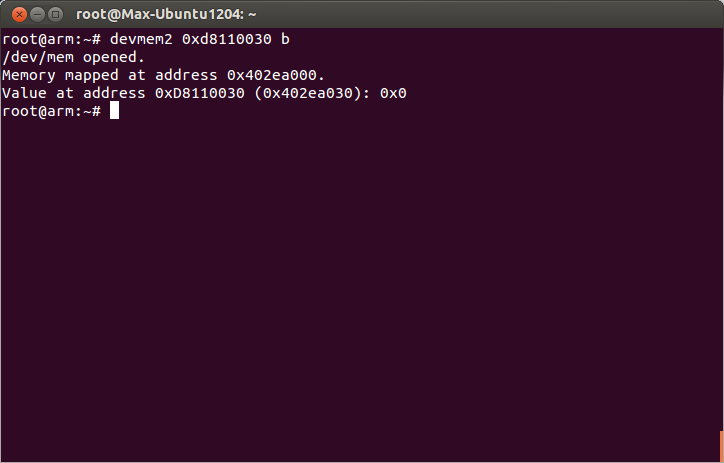 root@Max-Ubuntu1204: ~
root@arm:~# devmem2 0xd8110030 b
/dev/mem opened.
Memory mapped at address 0x402ea000.
Value at address 0xD8110030 (0x402ea030): 0x0
root@arm:~#